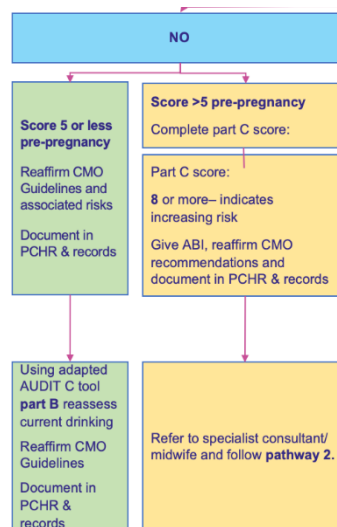 NO
Score 5 or less
pre-pregnancy
Reaffirm CMO
Guidelines and
associated risks
Document in
PCHR & records
Score >5 pre-pregnancy
Complete part C score:
Part C score:
8 or more– indicates
increasing risk
Give ABI, reaffirm CMO
recommendations and
document in PCHR & records
Using adapted
AUDIT C tool
part B reassess
current drinking
Reaffirm CMO
Guidelines
Document in
PCHR &
records
Refer to specialist consultant/
midwife and follow pathway 2.